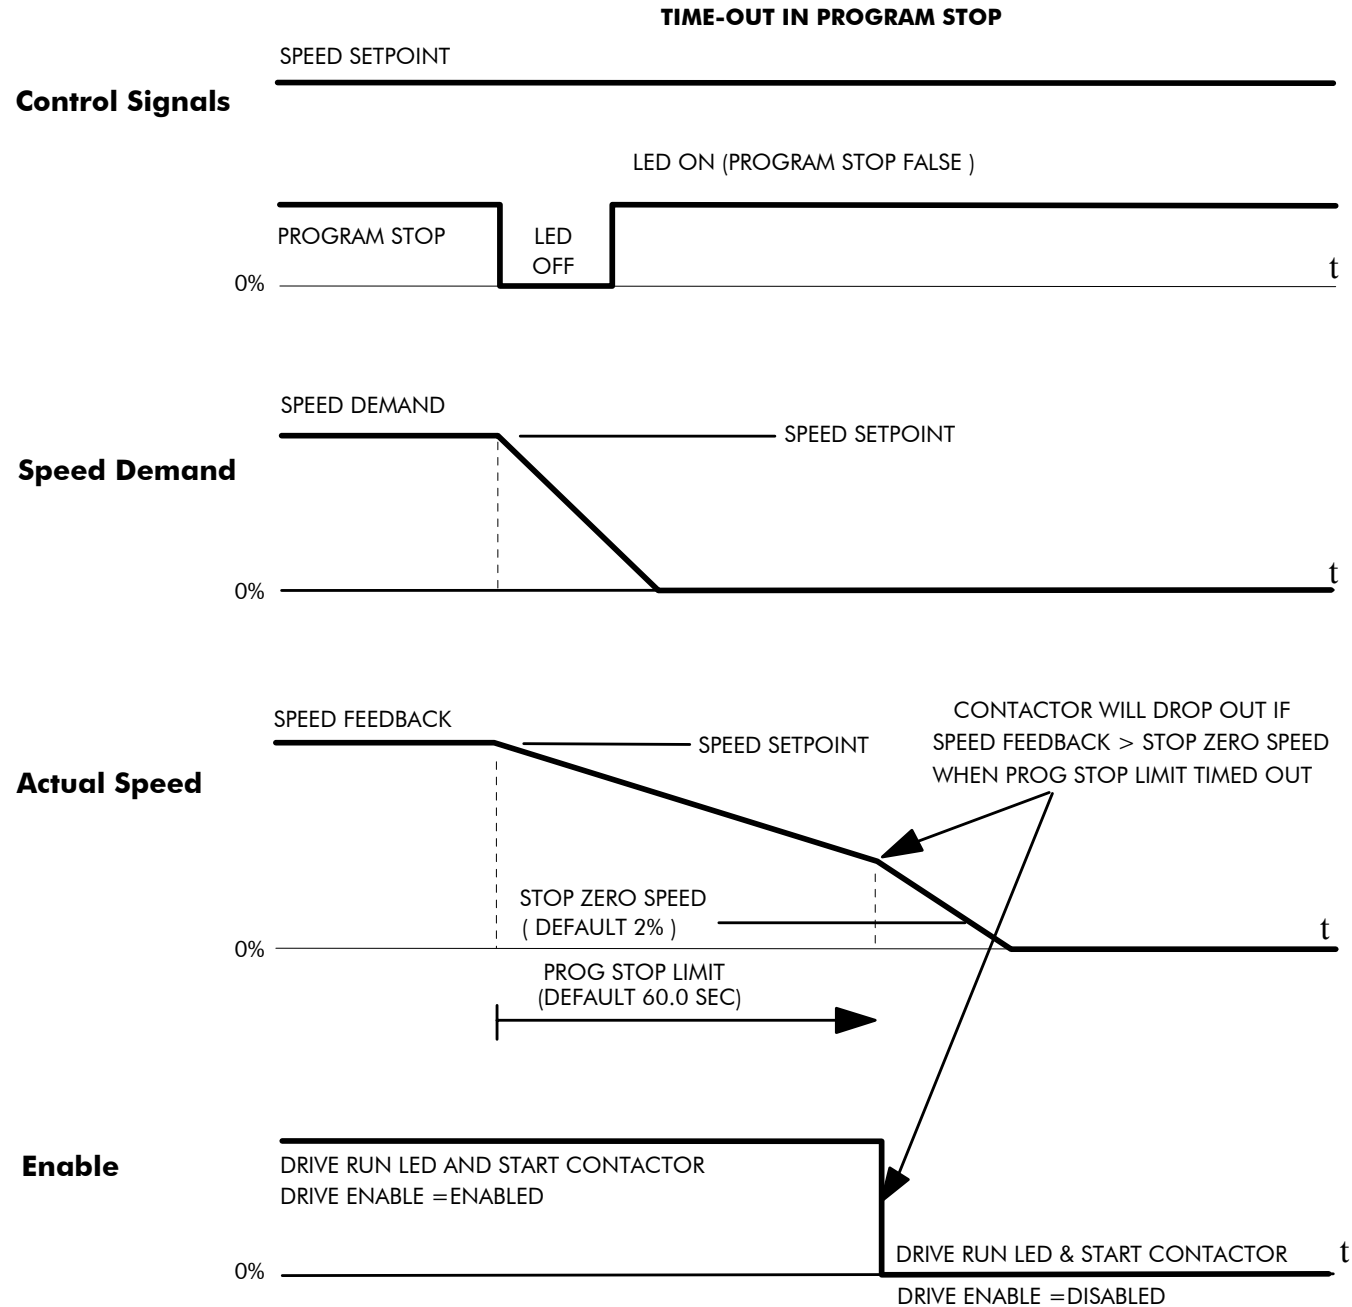 TIME-OUT IN PROGRAM STOP
SPEED SETPOINT
Control Signals
LED ON (PROGRAM STOP FALSE )
PROGRAM STOP
LED
OFF
0%
t
SPEED DEMAND
SPEED SETPOINT
Speed Demand
0%
t
SPEED FEEDBACK
SPEED SETPOINT
CONTACTOR WILL DROP OUT IF
SPEED FEEDBACK > STOP ZERO SPEED
WHEN PROG STOP LIMIT TIMED OUT
Actual Speed
STOP ZERO SPEED
( DEFAULT 2% )
0%
t
PROG STOP LIMIT
(DEFAULT 60.0 SEC)
Enable
DRIVE RUN LED AND START CONTACTOR
DRIVE ENABLE =ENABLED
DRIVE RUN LED & START CONTACTOR
t
0%
DRIVE ENABLE =DISABLED